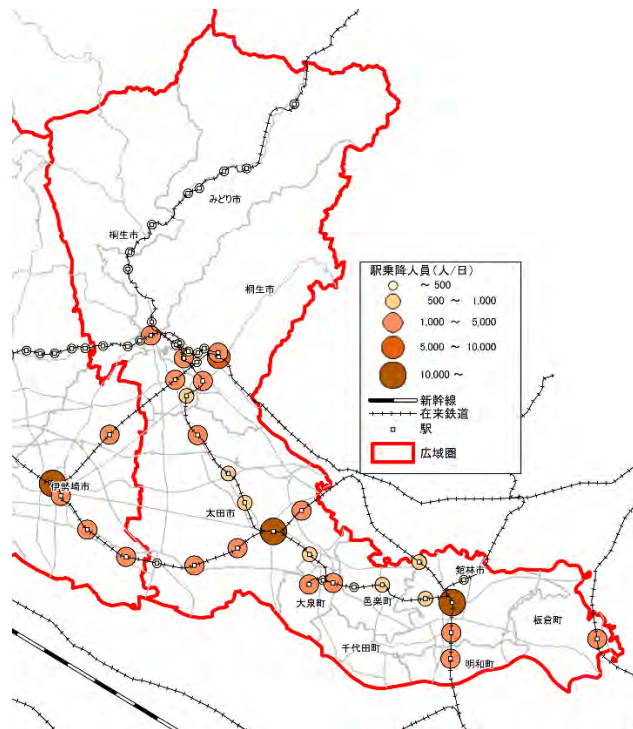 みどり市
桐生市
桐生市
駅乗降人員(人/日)
~ 500
500 ~ 1,000
1,000 ~ 5,000
5,000 ~ 10,000
10,000 ~
新幹線
在来鉄道
駅
広域圏
伊勢崎市
太田市
館林市
大泉町
邑楽町
板倉町
千代田町
明和町